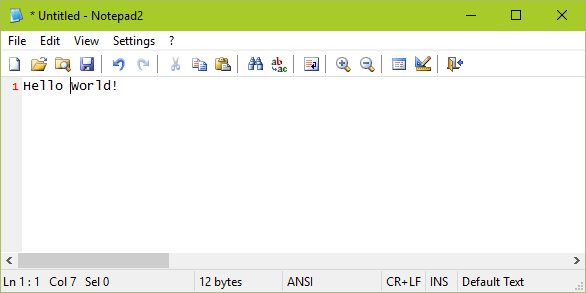 * Untitled - Notepad2
File Edit View Settings ?
1 Hello World!
Ln 1 : 1 Col 7 Sel 0 12 bytes ANSI CR+LF INS Default Text